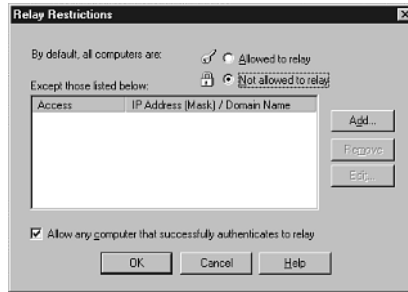 Relay Restrictions
By default, all computers are:
Allowed to relay
Not allowed to relay
Except those listed below:
Access IP Address (Mask) / Domain Name
Add...
Remove
Edit...
Allow any computer that successfully authenticates to relay
OK Cancel Help